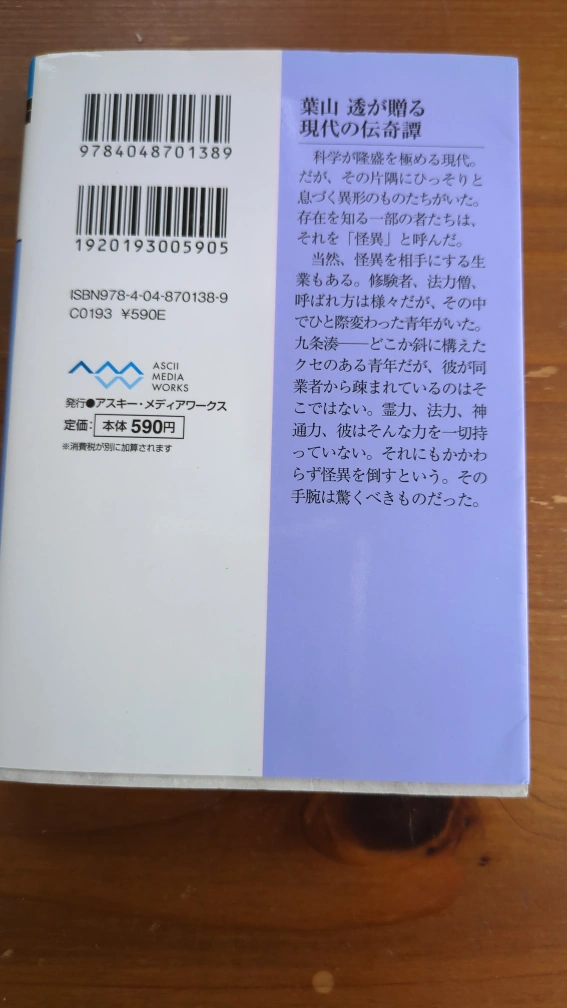 9784048701389
1920193005905
ISBN978-4-04-870138-9
C0193 ¥590E
ASCII
MEDIA
WORKS
発行●アスキー・メディアワークス
定価: 本体590円
※消費税が別に加算されます
葉山 透が贈る
現代の伝奇譚
科学が隆盛を極める現代。
だが、その片隅にひっそりと
息づく異形のものたちがいた。
存在を知る一部の者たちは、
それを「怪異」と呼んだ。
当然、怪異を相手にする生
業もある。修験者、法力僧、
呼ばれ方は様々だが、その中
でひと際変わった青年がいた。
九条湊──どこか斜に構えた
クセのある青年だが、彼が同
業者から疎まれているのはそ
こではない。霊力、法力、神
通力、彼はそんな力を一切持
っていない。それにもかかわ
らず怪異を倒すという。その
手腕は驚くべきものだった。